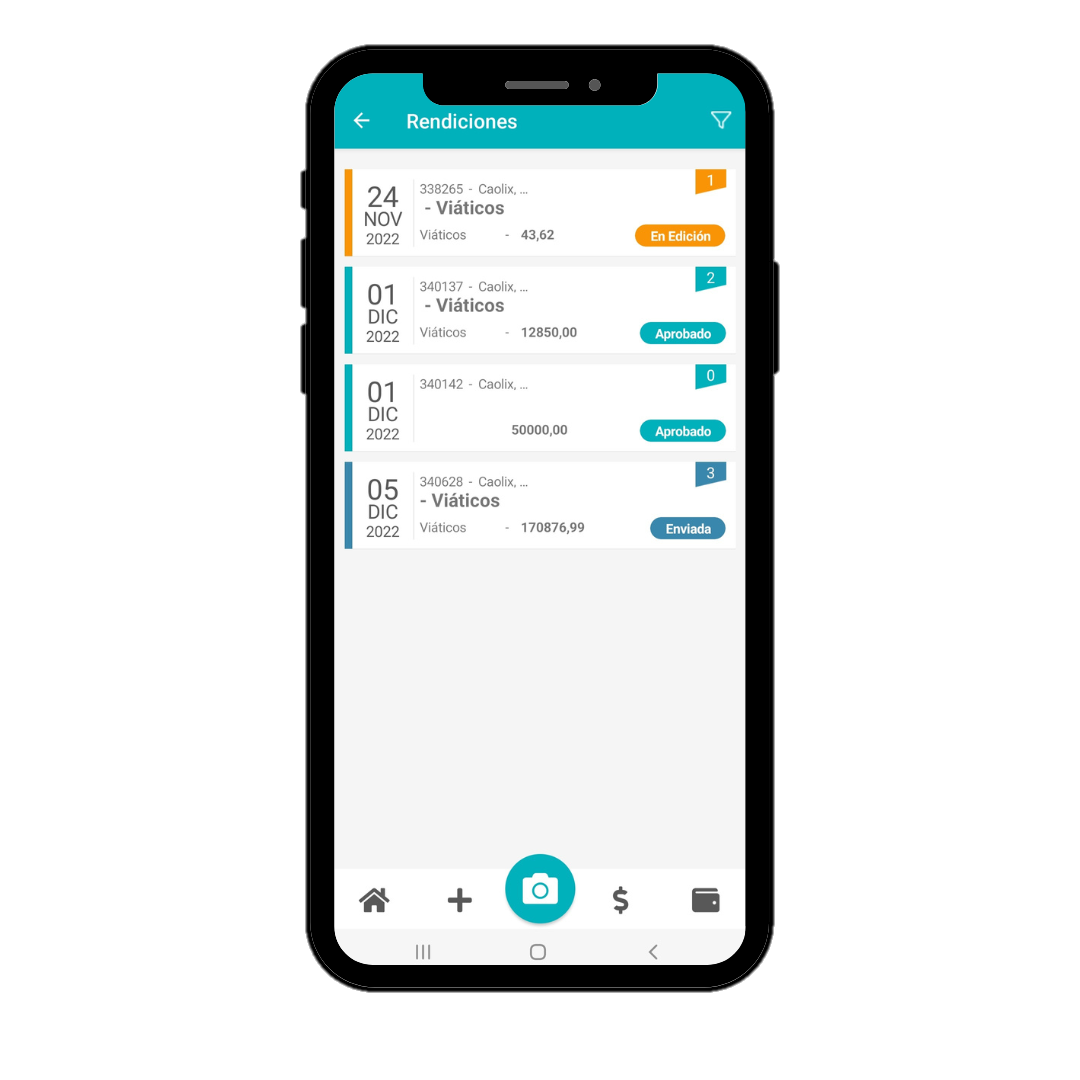 Rendiciones
1
24 338265 - Caolix, ...
NOV - Viáticos
2022 Viáticos - 43,62 En Edición
2
01 340137 - Caolix, ...
DIC - Viáticos
2022 Viáticos - 12850,00 Aprobado
0
01 340142 - Caolix, ...
DIC
2022 50000,00 Aprobado
3
05 340628 - Caolix, ...
DIC - Viáticos
2022 Viáticos - 170876,99 Enviada